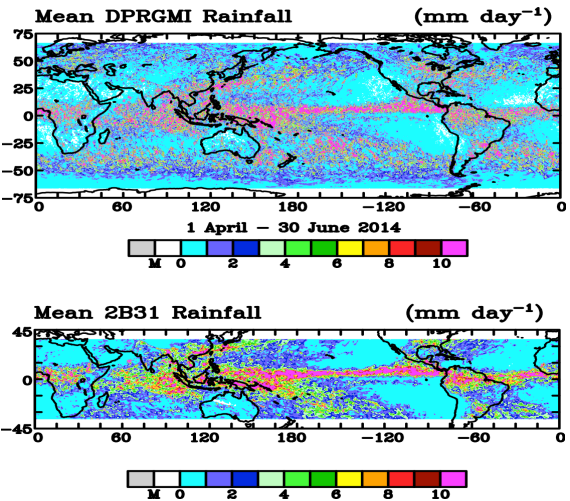 Mean DPRGMI Rainfall (mm day⁻¹)
75
50
25
0
−25
−50
−75
0 60 120 180 −120 −60 0
1 April − 30 June 2014
M 0 2 4 6 8 10
Mean 2B31 Rainfall (mm day⁻¹)
45
0
−45
0 60 120 180 −120 −60 0
M 0 2 4 6 8 10